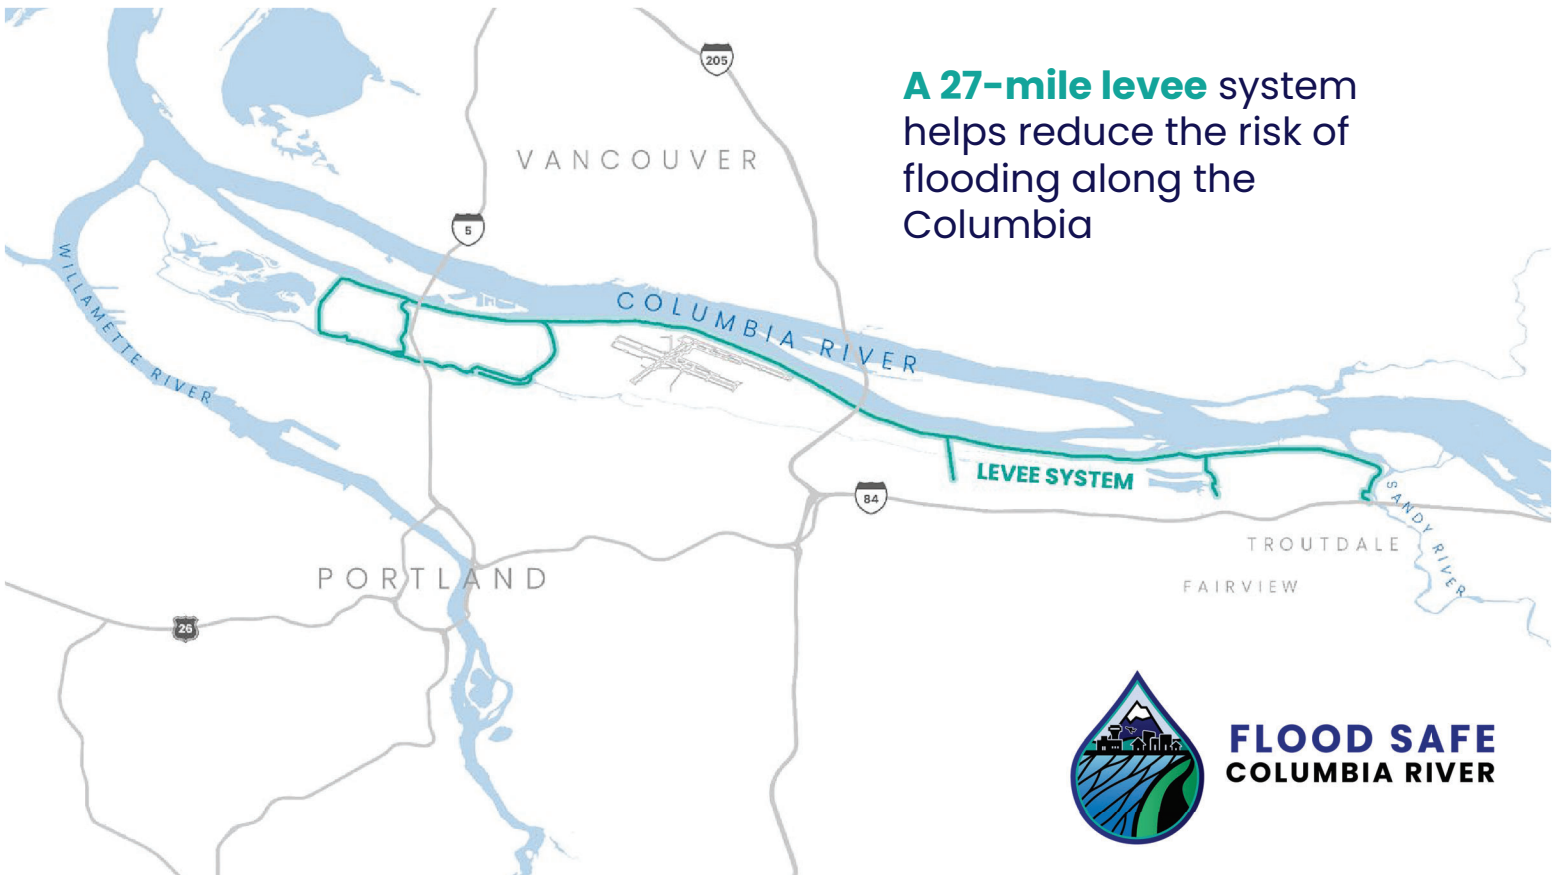 205
A 27-mile levee system
helps reduce the risk of
flooding along the
Columbia
VANCOUVER
5
WILLAMETTE RIVER
COLUMBIA RIVER
LEVEE SYSTEM
84
SANDY RIVER
TROUTDALE
PORTLAND
FAIRVIEW
26
FLOOD SAFE
COLUMBIA RIVER